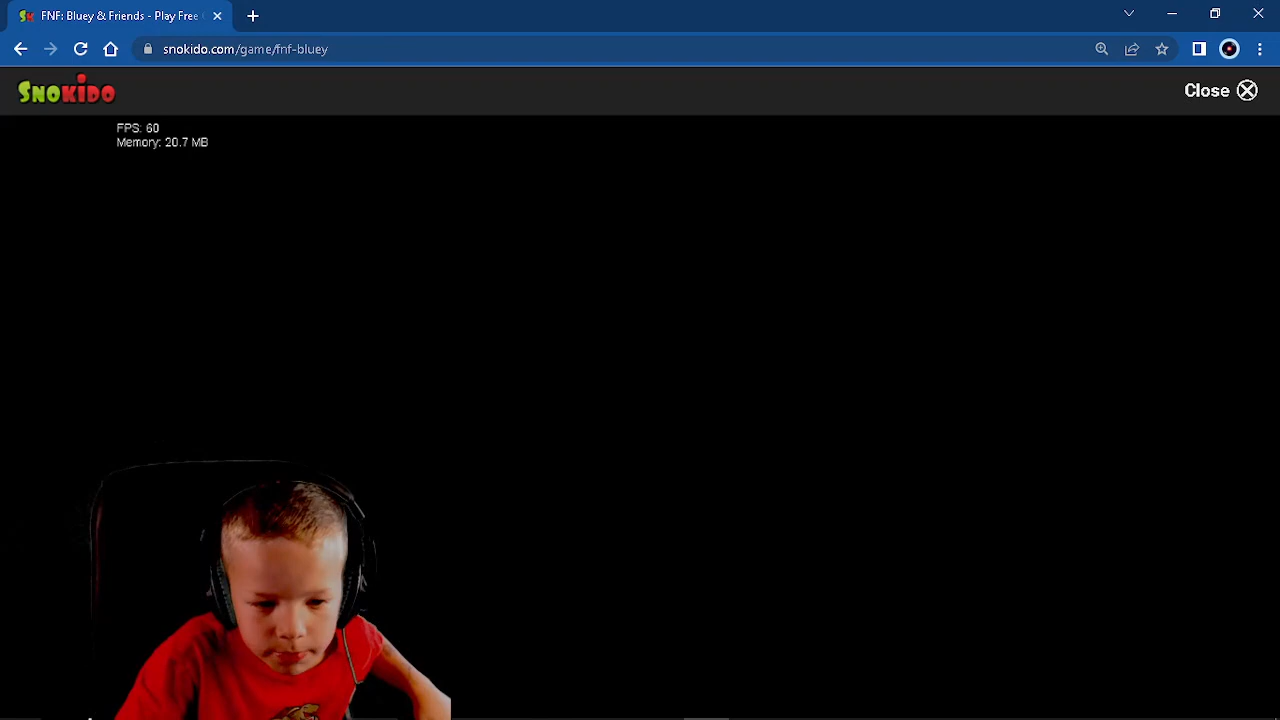 FNF: Bluey & Friends - Play Free
snokido.com/game/fnf-bluey
SNOKIDO
Close
FPS: 60
Memory: 20.7 MB